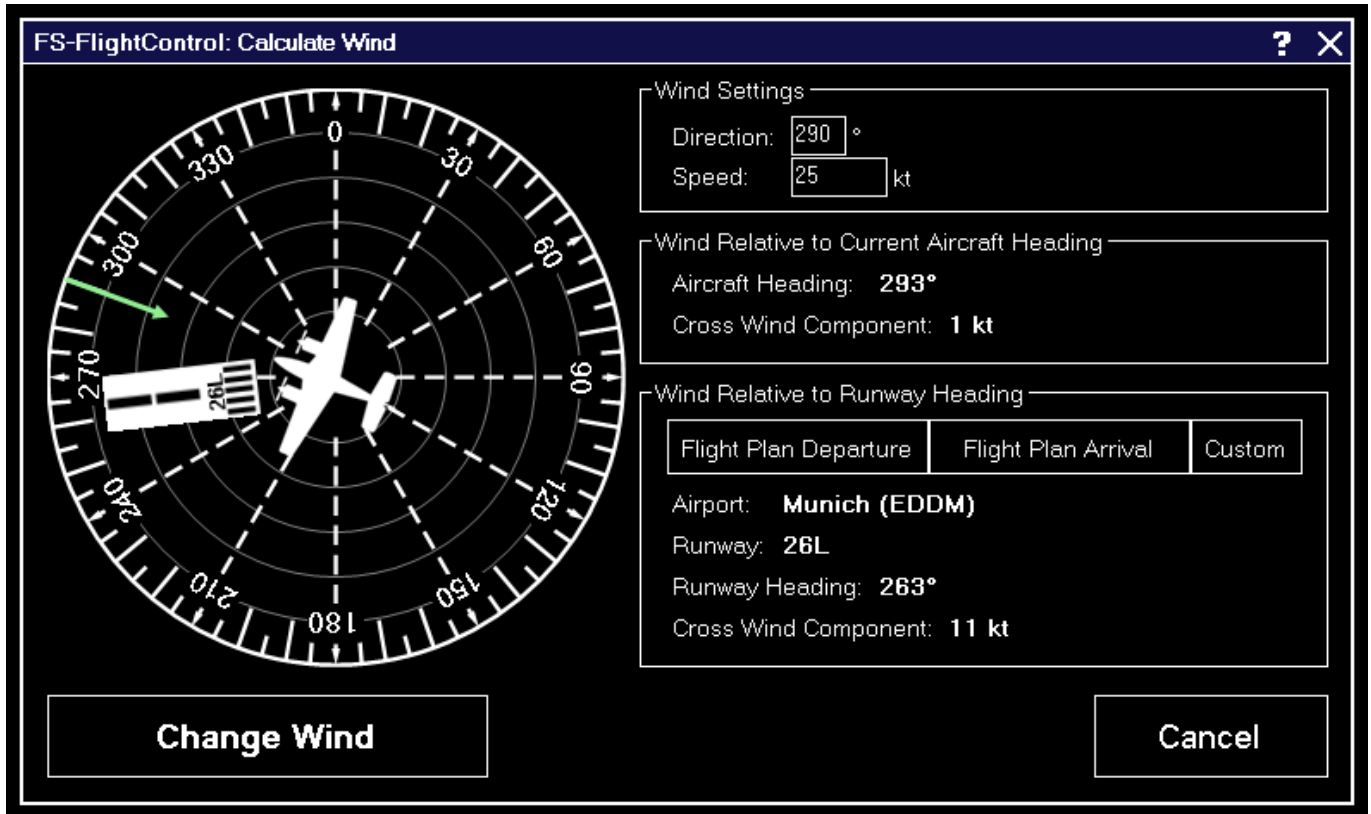 FS-FlightControl: Calculate Wind ? X
0
30
60
90
120
150
180
210
240
270
300
330
26L
Wind Settings
Direction: 290 °
Speed: 25 kt
Wind Relative to Current Aircraft Heading
Aircraft Heading: 293°
Cross Wind Component: 1 kt
Wind Relative to Runway Heading
Flight Plan Departure Flight Plan Arrival Custom
Airport: Munich (EDDM)
Runway: 26L
Runway Heading: 263°
Cross Wind Component: 11 kt
Change Wind Cancel